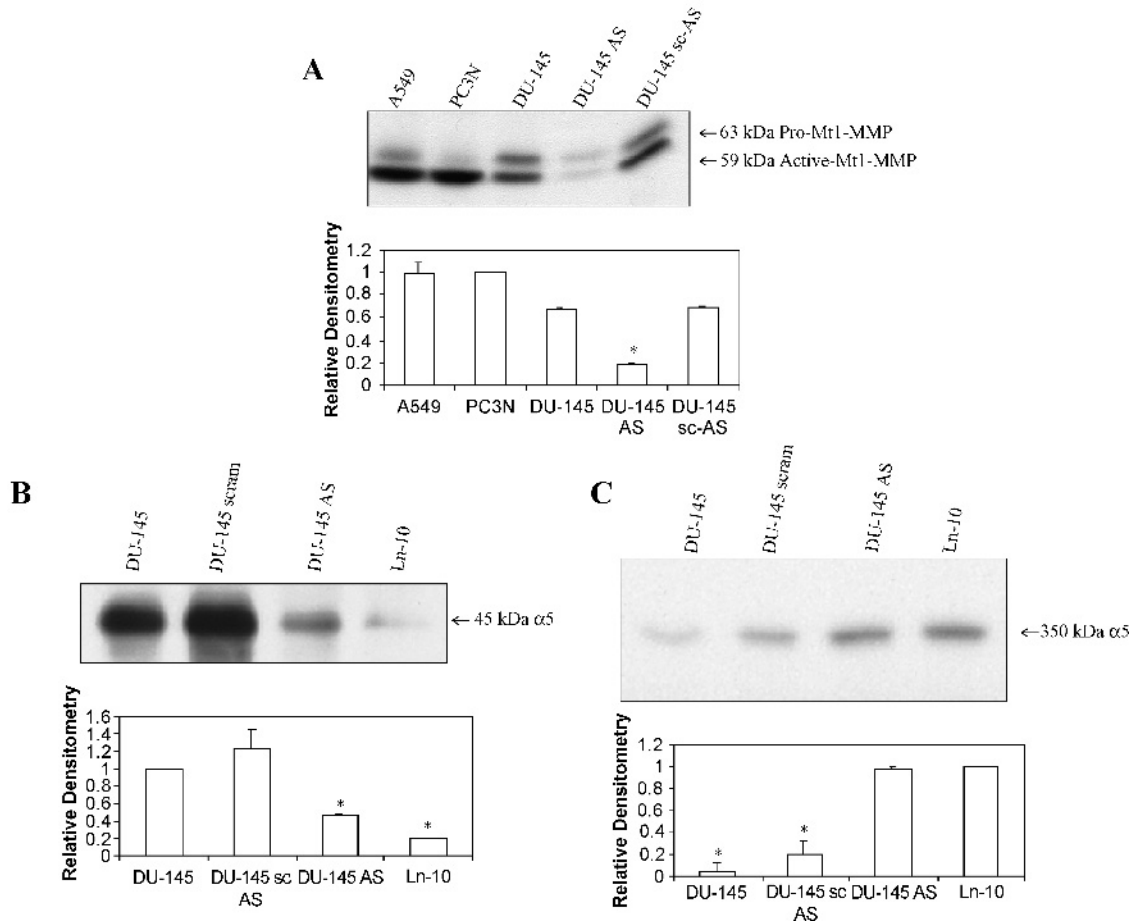 A
A549
PC3N
DU-145
DU-145 AS
DU-145 sc-AS
←63 kDa Pro-Mt1-MMP
←59 kDa Active-Mt1-MMP
Relative Densitometry
1.2
1
0.8
0.6
0.4
0.2
0
A549
PC3N
DU-145
DU-145
AS
DU-145
sc-AS
*
B
DU-145
DU-145 scram
DU-145 AS
Ln-10
← 45 kDa α5
Relative Densitometry
1.6
1.4
1.2
1
0.8
0.6
0.4
0.2
0
*
*
DU-145
DU-145 sc
AS
DU-145 AS
Ln-10
C
DU-145
DU-145 scram
DU-145 AS
Ln-10
←350 kDa α5
Relative Densitometry
1.2
1
0.8
0.6
0.4
0.2
0
*
*
DU-145
DU-145 sc
AS
DU-145 AS
Ln-10